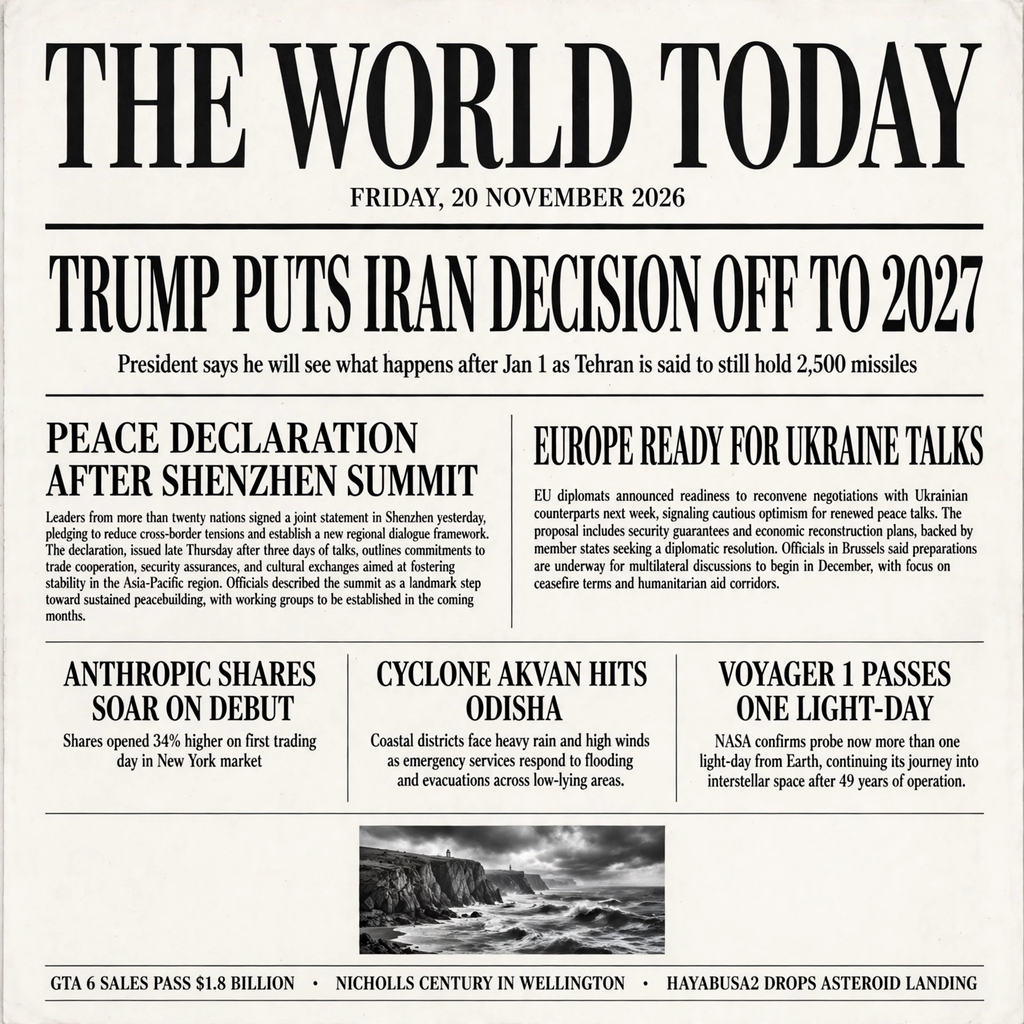 THE WORLD TODAY
FRIDAY, 20 NOVEMBER 2026
TRUMP PUTS IRAN DECISION OFF TO 2027
President says he will see what happens after Jan 1 as Tehran is said to still hold 2,500 missiles
PEACE DECLARATION
AFTER SHENZHEN SUMMIT
Leaders from more than twenty nations signed a joint statement in Shenzhen yesterday,
pledging to reduce cross-border tensions and establish a new regional dialogue framework.
The declaration, issued late Thursday after three days of talks, outlines commitments to
trade cooperation, security assurances, and cultural exchanges aimed at fostering
stability in the Asia-Pacific region. Officials described the summit as a landmark step
toward sustained peacebuilding, with working groups to be established in the coming
months.
EUROPE READY FOR UKRAINE TALKS
EU diplomats announced readiness to reconvene negotiations with Ukrainian
counterparts next week, signaling cautious optimism for renewed peace talks. The
proposal includes security guarantees and economic reconstruction plans, backed by
member states seeking a diplomatic resolution. Officials in Brussels said preparations
are underway for multilateral discussions to begin in December, with focus on
ceasefire terms and humanitarian aid corridors.
ANTHROPIC SHARES
SOAR ON DEBUT
Shares opened 34% higher on first trading
day in New York market
CYCLONE AKVAN HITS
ODISHA
Coastal districts face heavy rain and high winds
as emergency services respond to flooding
and evacuations across low-lying areas.
VOYAGER 1 PASSES
ONE LIGHT-DAY
NASA confirms probe now more than one
light-day from Earth, continuing its journey into
interstellar space after 49 years of operation.
GTA 6 SALES PASS $1.8 BILLION • NICHOLLS CENTURY IN WELLINGTON • HAYABUSA2 DROPS ASTEROID LANDING